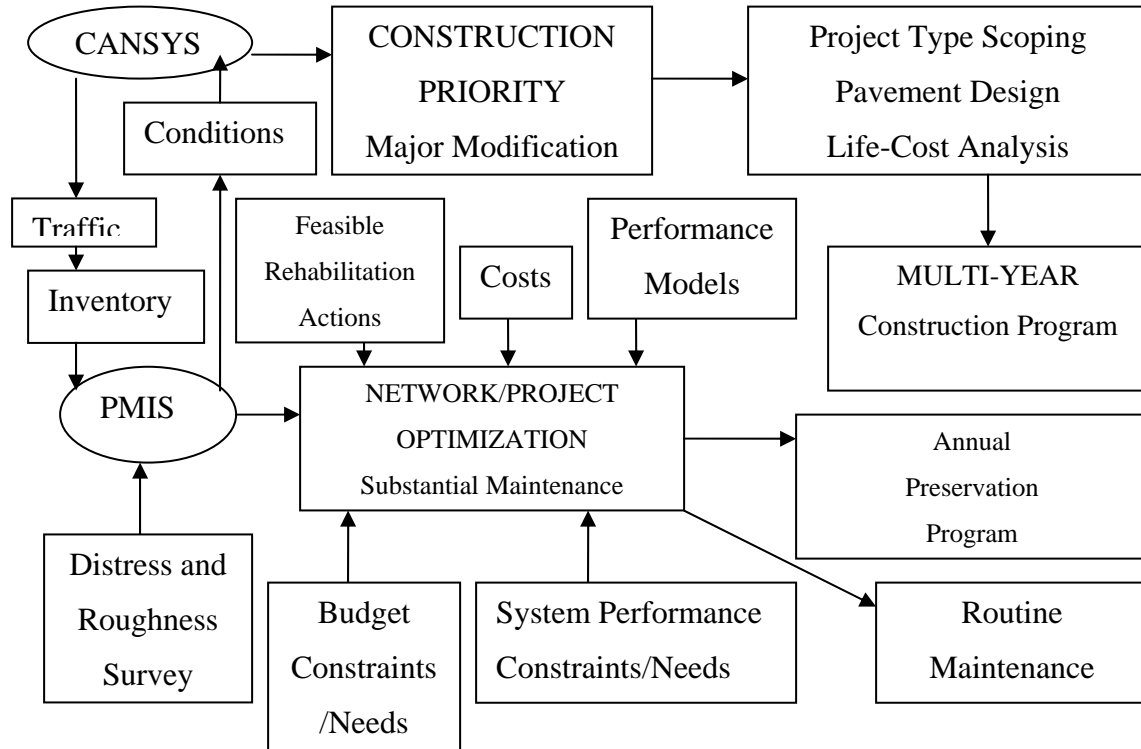 CANSYS
CONSTRUCTION
PRIORITY
Major Modification
Project Type Scoping
Pavement Design
Life-Cost Analysis
Conditions
Traffic
Inventory
Feasible
Rehabilitation
Actions
Costs
Performance
Models
MULTI-YEAR
Construction Program
PMIS
NETWORK/PROJECT
OPTIMIZATION
Substantial Maintenance
Annual
Preservation
Program
Distress and
Roughness
Survey
Budget
Constraints
/Needs
System Performance
Constraints/Needs
Routine
Maintenance